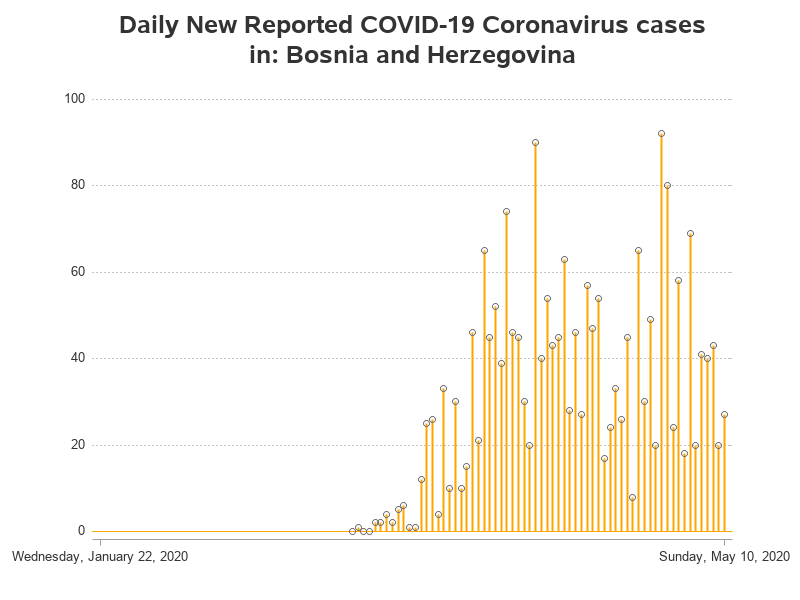 Daily New Reported COVID-19 Coronavirus cases
in: Bosnia and Herzegovina
100
80
60
40
20
0
Wednesday, January 22, 2020
Sunday, May 10, 2020